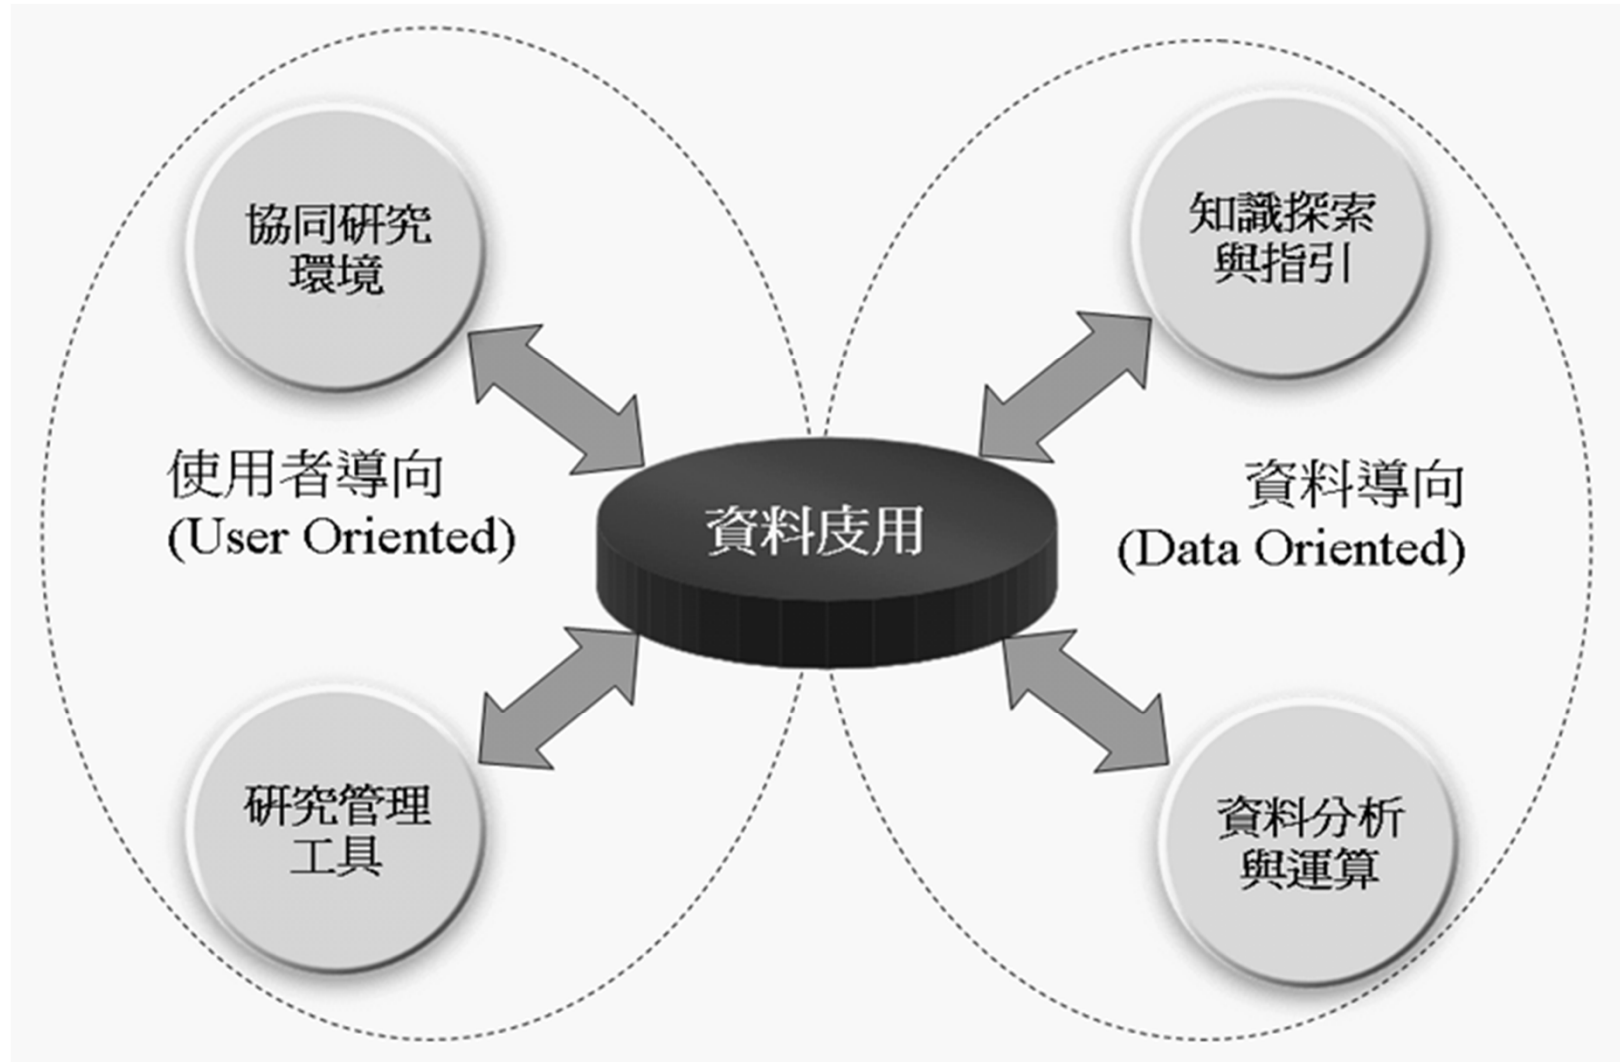 協同研究
環境
知識探索
與指引
使用者導向
(User Oriented)
資料庋用
資料導向
(Data Oriented)
研究管理
工具
資料分析
與運算